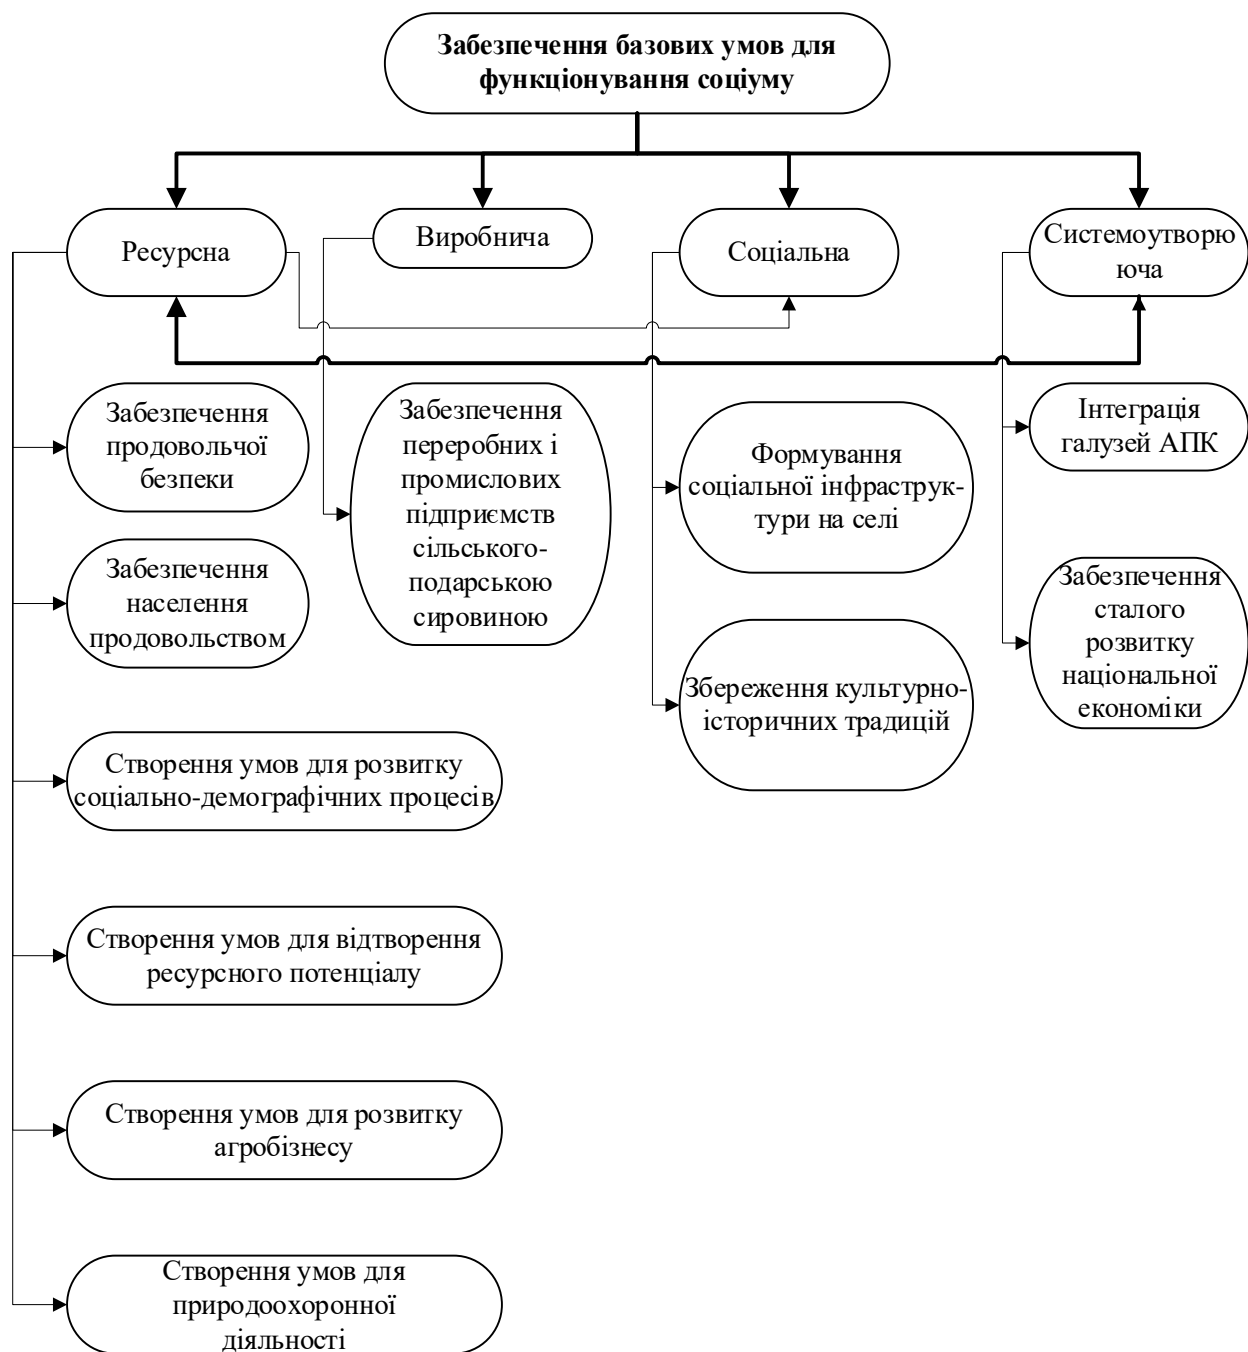 Забезпечення базових умов для
функціонування соціуму
Ресурсна
Виробнича
Соціальна
Системоутворю
юча
Забезпечення
продовольчої
безпеки
Забезпечення
населення
продовольством
Створення умов для розвитку
соціально-демографічних процесів
Створення умов для відтворення
ресурсного потенціалу
Створення умов для розвитку
агробізнесу
Створення умов для
природоохоронної
діяльності
Забезпечення
переробних і
промислових
підприємств
сільського-
подарською
сировиною
Формування
соціальної інфраструк-
тури на селі
Збереження культурно-
історичних традицій
Інтеграція
галузей АПК
Забезпечення
сталого
розвитку
національної
економіки